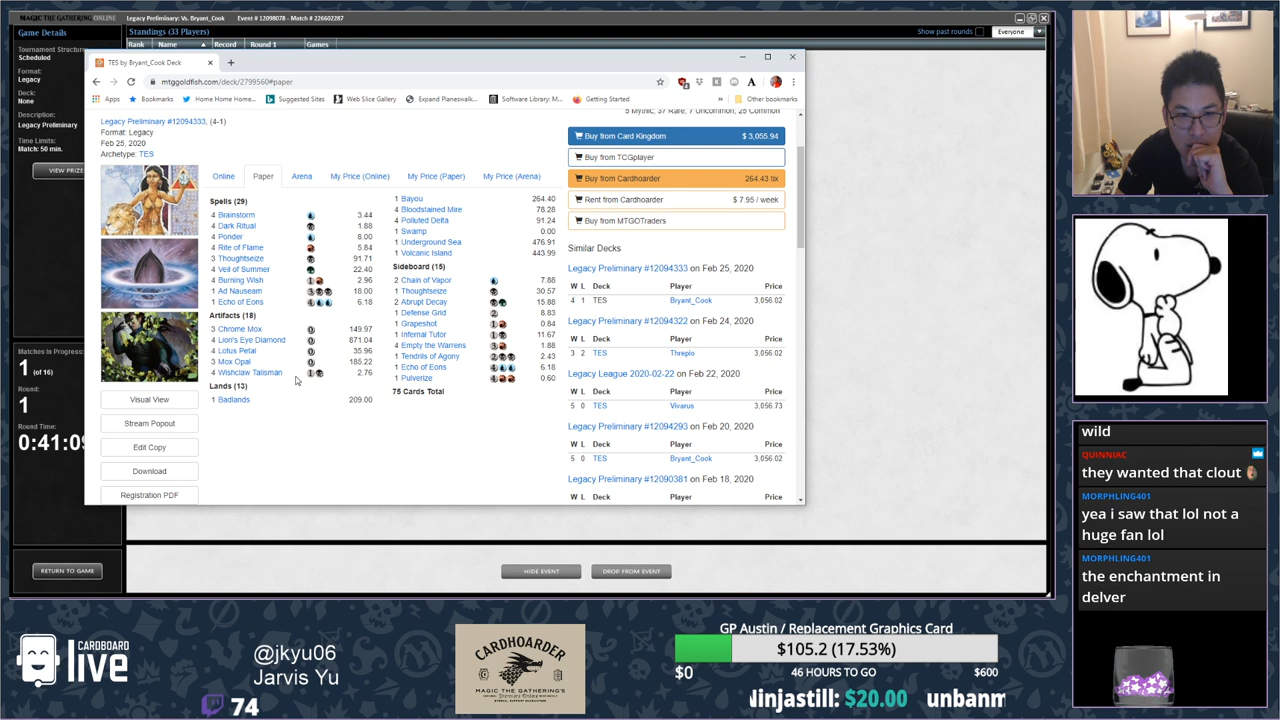 MAGIC THE GATHERING ONLINE
Legacy Preliminary: Vs. Bryant_Cook
Event # 12098078 - Match # 226602287
Game Details
Tournament Structure:
Scheduled
Format:
Legacy
Deck:
None
Description:
Legacy Preliminary
Time Limits:
Match: 50 min.
VIEW PRIZE
Matches in Progress:
1 (of 16)
Round:
1
Round Time:
0:41:09
RETURN TO GAME
Standings (33 Players)
Show past rounds
Everyone
Rank Name Record Round 1 Games
TES by Bryant_Cook Deck
mtggoldfish.com/deck/2799560#paper
Apps
Bookmarks
Home Home Home...
Suggested Sites
Web Slice Gallery
Expand Planeswalk...
Software Library: M...
Getting Started
Other bookmarks
Legacy Preliminary #12094333, (4-1)
Format: Legacy
Feb 25, 2020
Archetype: TES
5 Mythic, 37 Rare, 7 Uncommon, 25 Common
Online
Paper
Arena
My Price (Online)
My Price (Paper)
My Price (Arena)
Spells (29)
4 Brainstorm 3.44
4 Dark Ritual 1.88
4 Ponder 8.00
4 Rite of Flame 5.84
3 Thoughtseize 91.71
4 Veil of Summer 22.40
4 Burning Wish 2.96
1 Ad Nauseam 18.00
1 Echo of Eons 6.18
Artifacts (18)
3 Chrome Mox 149.97
4 Lion's Eye Diamond 871.04
4 Lotus Petal 35.96
3 Mox Opal 185.22
4 Wishclaw Talisman 2.76
Lands (13)
1 Badlands 209.00
1 Bayou 264.40
4 Bloodstained Mire 78.28
4 Polluted Delta 91.24
1 Swamp 0.00
1 Underground Sea 476.91
1 Volcanic Island 443.99
Sideboard (15)
2 Chain of Vapor 7.88
1 Thoughtseize 30.57
2 Abrupt Decay 15.88
1 Defense Grid 8.83
1 Grapeshot 0.84
1 Infernal Tutor 11.67
4 Empty the Warrens 1.88
1 Tendrils of Agony 2.43
1 Echo of Eons 6.18
1 Pulverize 0.60
75 Cards Total
Visual View
Stream Popout
Edit Copy
Download
Registration PDF
Buy from Card Kingdom $ 3,055.94
Buy from TCGplayer
Buy from Cardhoarder 264.43 tix
Rent from Cardhoarder $ 7.95 / week
Buy from MTGOTraders
Similar Decks
Legacy Preliminary #12094333 on Feb 25, 2020
W L Deck Player Price
4 1 TES Bryant_Cook 3,056.02
Legacy Preliminary #12094322 on Feb 24, 2020
W L Deck Player Price
3 2 TES Threplo 3,056.02
Legacy League 2020-02-22 on Feb 22, 2020
W L Deck Player Price
5 0 TES Vivarus 3,056.73
Legacy Preliminary #12094293 on Feb 20, 2020
W L Deck Player Price
5 0 TES Bryant_Cook 3,056.02
Legacy Preliminary #12090381 on Feb 18, 2020
W L Deck Player Price
HIDE EVENT
DROP FROM EVENT
wild
QUINNIAC
they wanted that clout
MORPHLING401
yea i saw that lol not a
huge fan lol
MORPHLING401
the enchantment in
delver
CARDBOARD
live
@jkyu06
Jarvis Yu
74
CARDHOARDER
MAGIC THE GATHERING'S
GP Austin / Replacement Graphics Card
$105.2 (17.53%)
$0
46 HOURS TO GO
$600
Ninjastill: $20.00
unbann